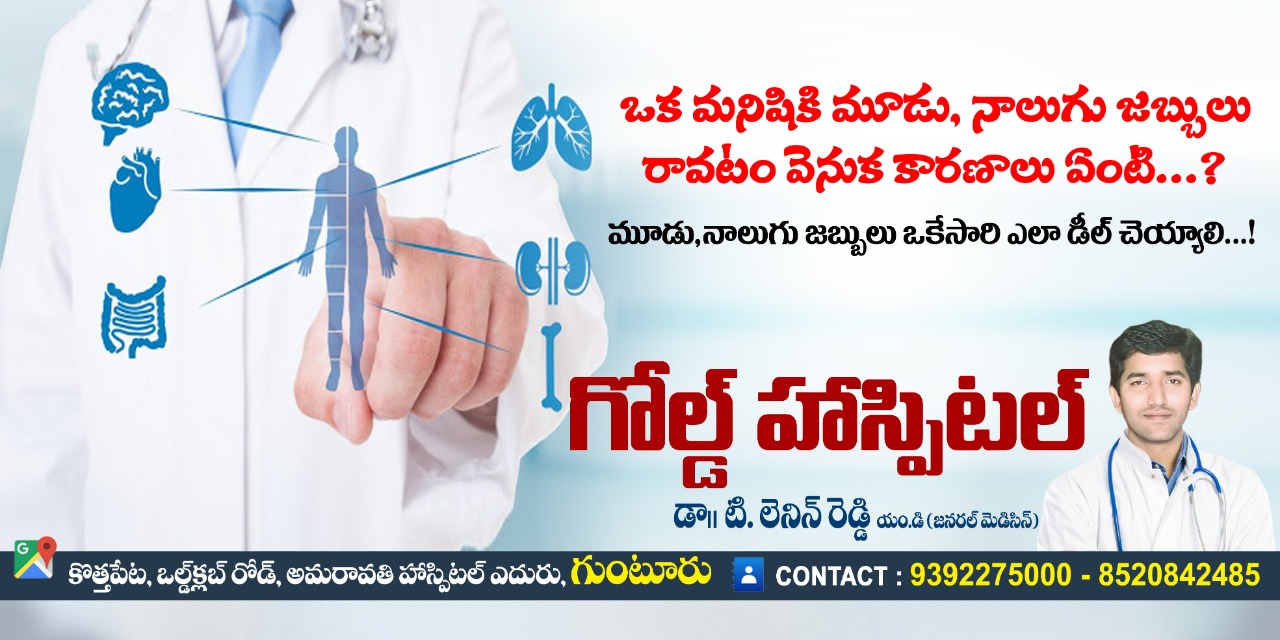 ఒక మనిషికి మూడు, నాలుగు జబ్బులు
రావటం వెనుక కారణాలు ఏంటి...?
మూడు,నాలుగు జబ్బులు ఒకేసారి ఎలా డీల్ చెయ్యాలి...!
గోల్డ్ హాస్పిటల్
డా॥ టి. లెనిన్ రెడ్డి యం.డి (జనరల్ మెడిసిన్)
G
కొత్తపేట, ఒల్డ్‌క్లబ్ రోడ్, అమరావతి హాస్పిటల్ ఎదురు, గుంటూరు
CONTACT : 9392275000 - 8520842485